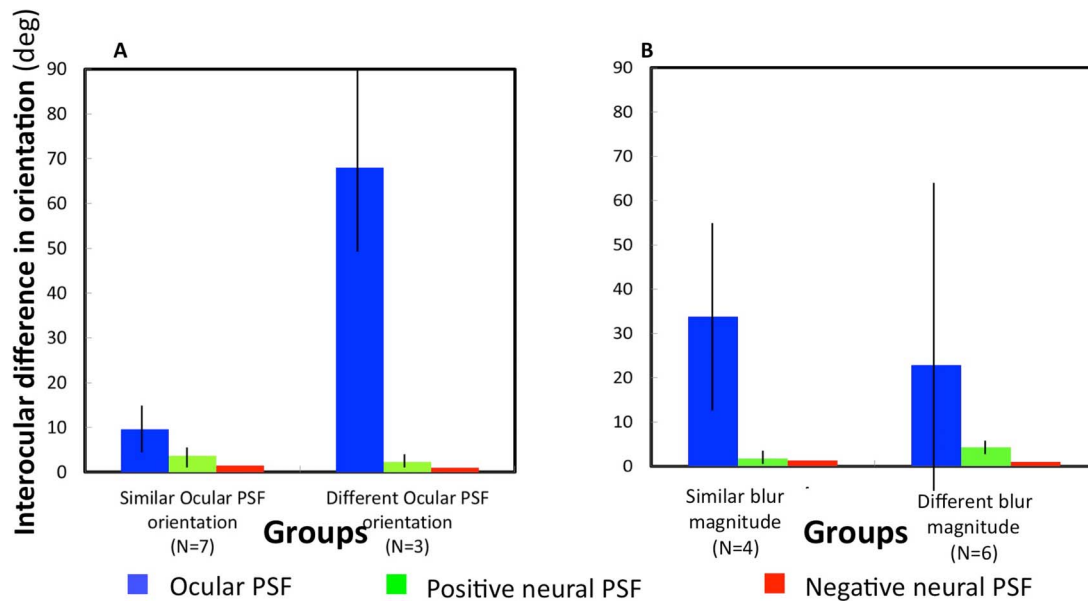 Interocular difference in orientation (deg)
A
90
80
70
60
50
40
30
20
10
0
Similar Ocular PSF
orientation
(N=7)
Different Ocular PSF
orientation
(N=3)
Groups
B
90
80
70
60
50
40
30
20
10
0
Similar blur
magnitude
(N=4)
Different blur
magnitude
(N=6)
Groups
Ocular PSF
Positive neural PSF
Negative neural PSF